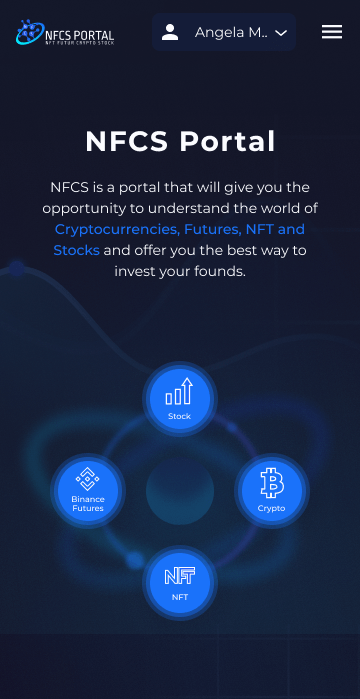 NFCS PORTAL
NFT FUTUR CRYPTO STOCK
Angela M..
NFCS Portal
NFCS is a portal that will give you the
opportunity to understand the world of
Cryptocurrencies, Futures, NFT and
Stocks and offer you the best way to
invest your founds.
Stock
Binance
Futures
Crypto
NFT
NFT